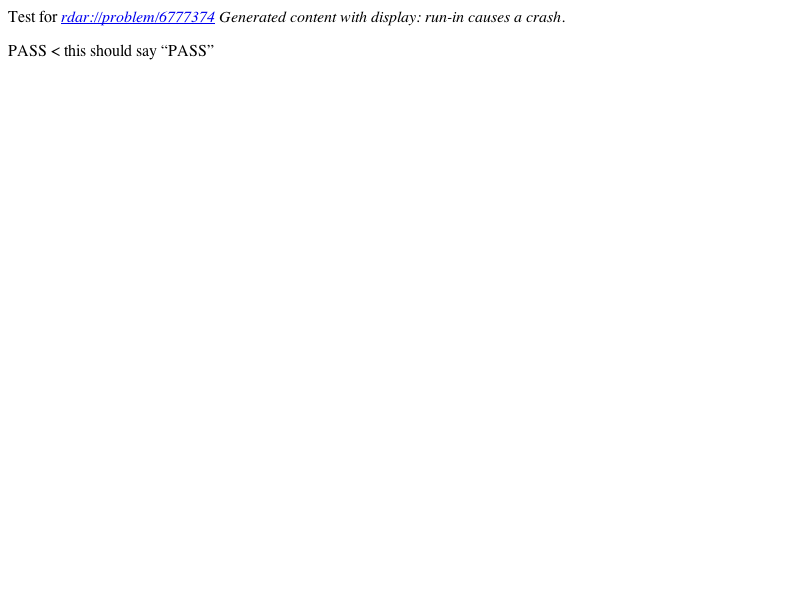 Test for rdar://problem/6777374 Generated content with display: run-in causes a crash.
PASS < this should say “PASS”